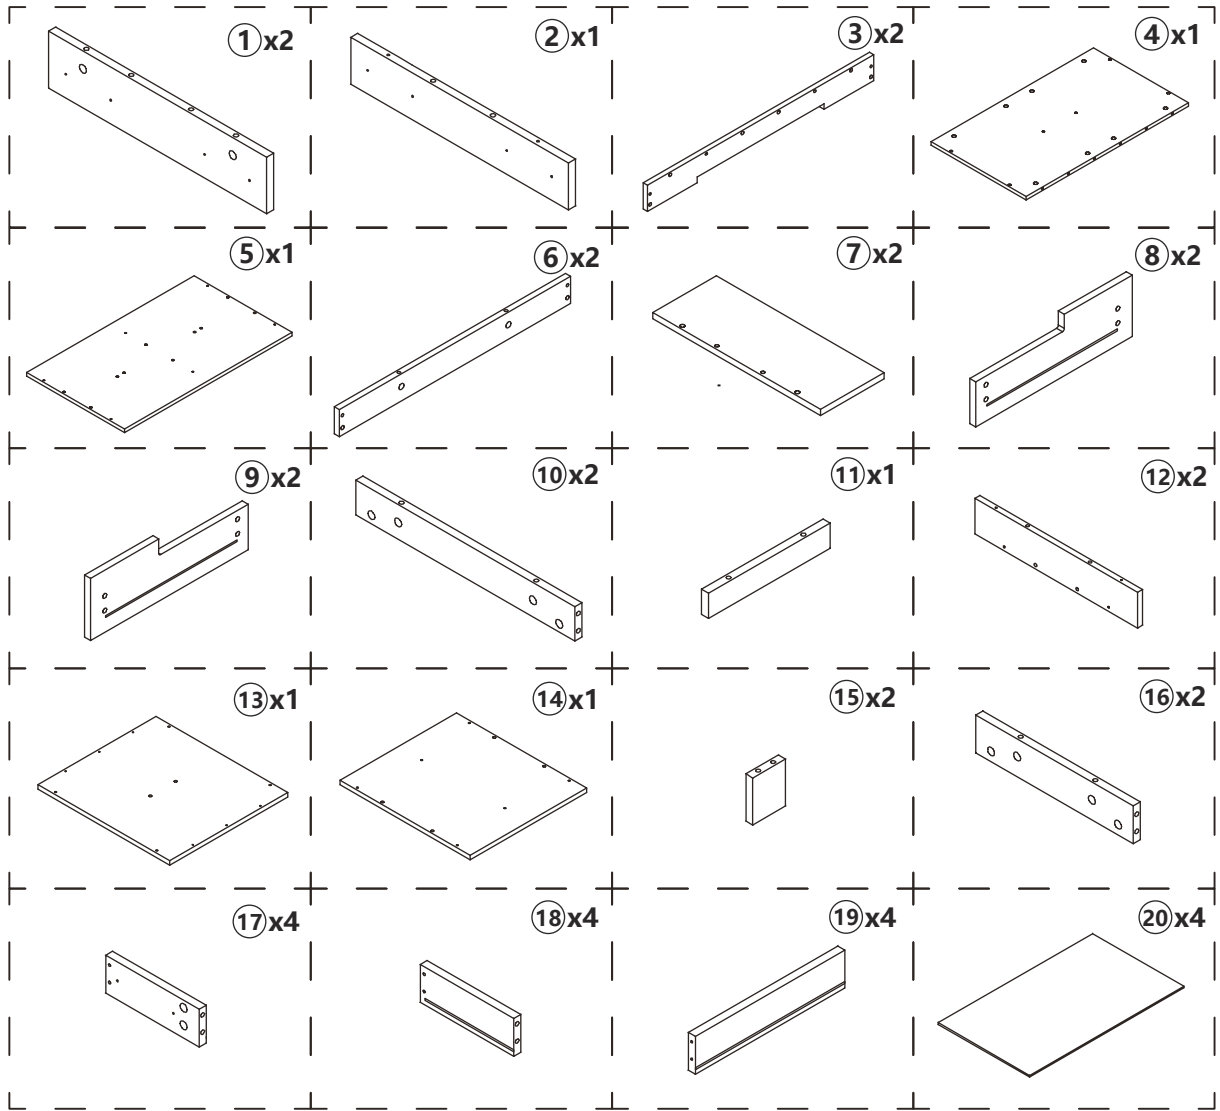 ①x2
②x1
③x2
④x1
⑤x1
⑥x2
⑦x2
⑧x2
⑨x2
⑩x2
⑪x1
⑫x2
⑬x1
⑭x1
⑮x2
⑯x2
⑰x4
⑱x4
⑲x4
⑳x4